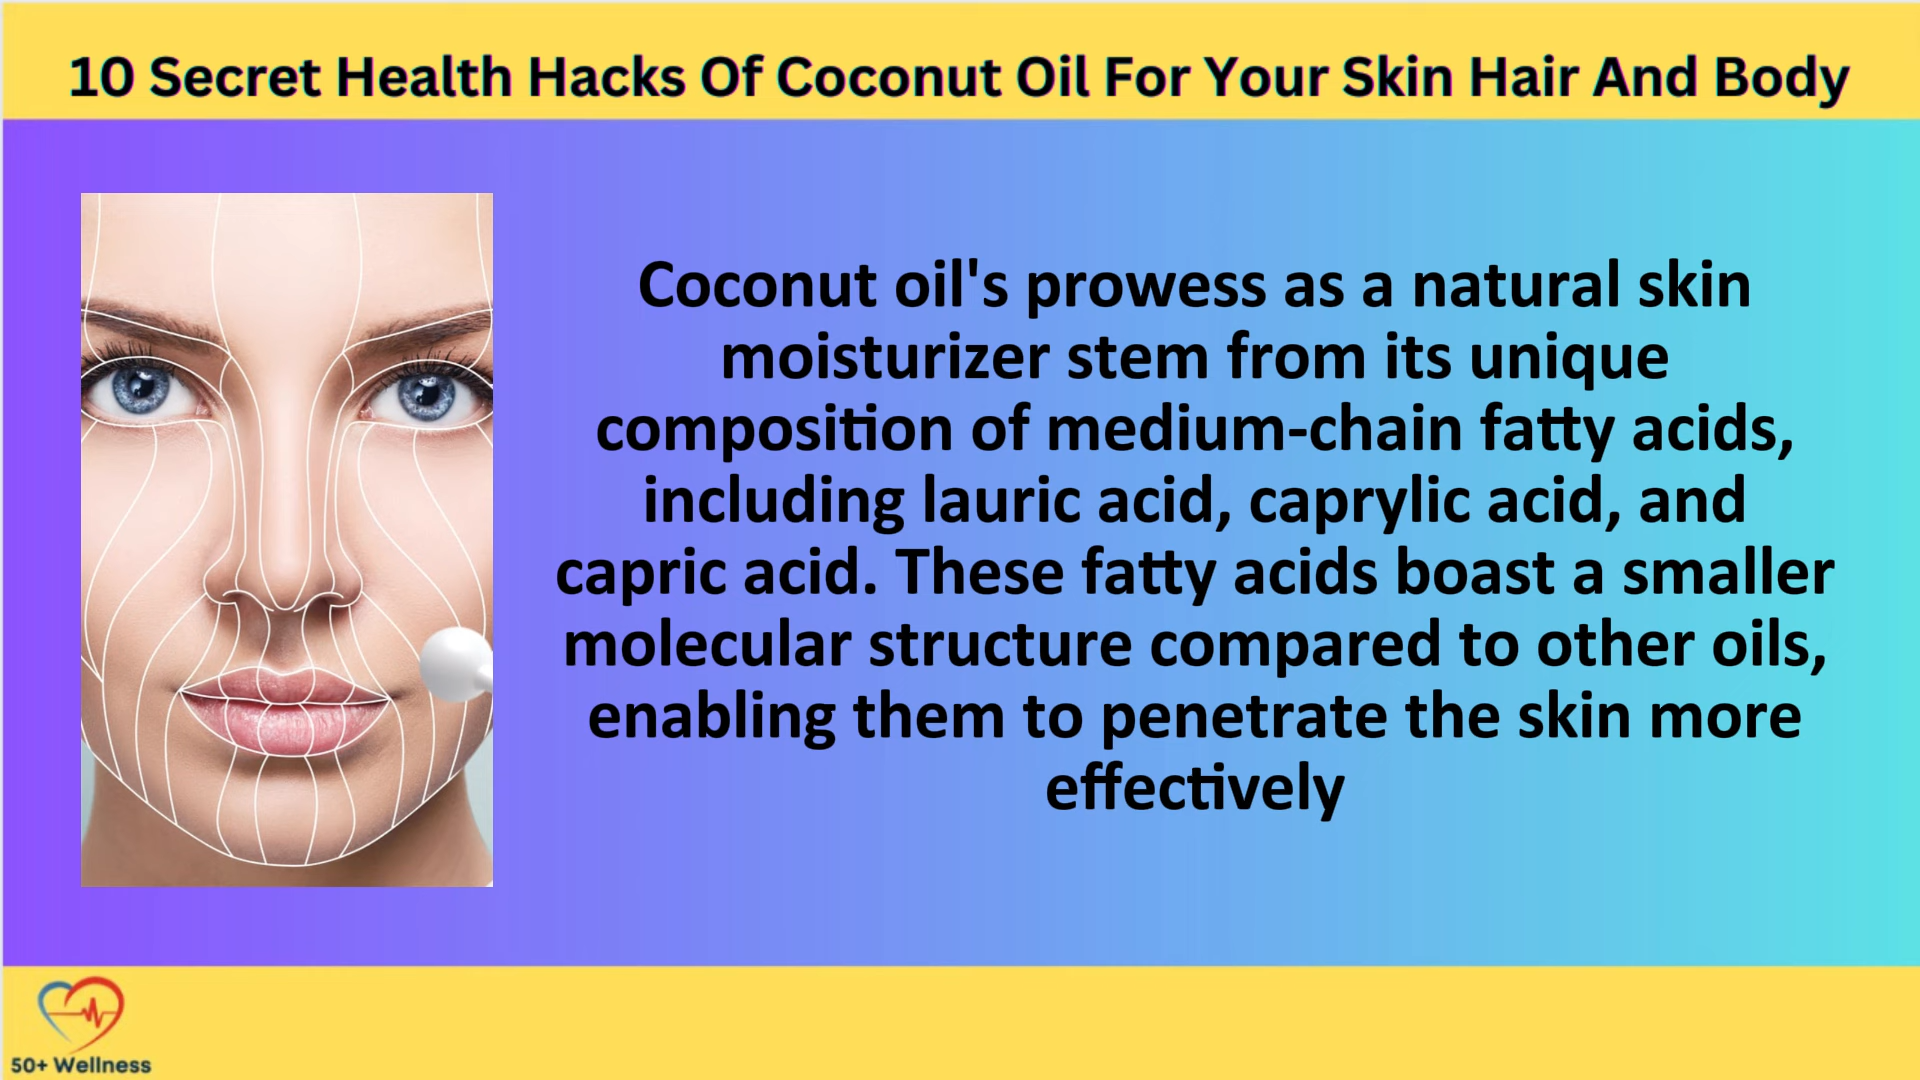 10 Secret Health Hacks Of Coconut Oil For Your Skin Hair And Body
Coconut oil's prowess as a natural skin
moisturizer stem from its unique
composition of medium-chain fatty acids,
including lauric acid, caprylic acid, and
capric acid. These fatty acids boast a smaller
molecular structure compared to other oils,
enabling them to penetrate the skin more
effectively
50+ Wellness